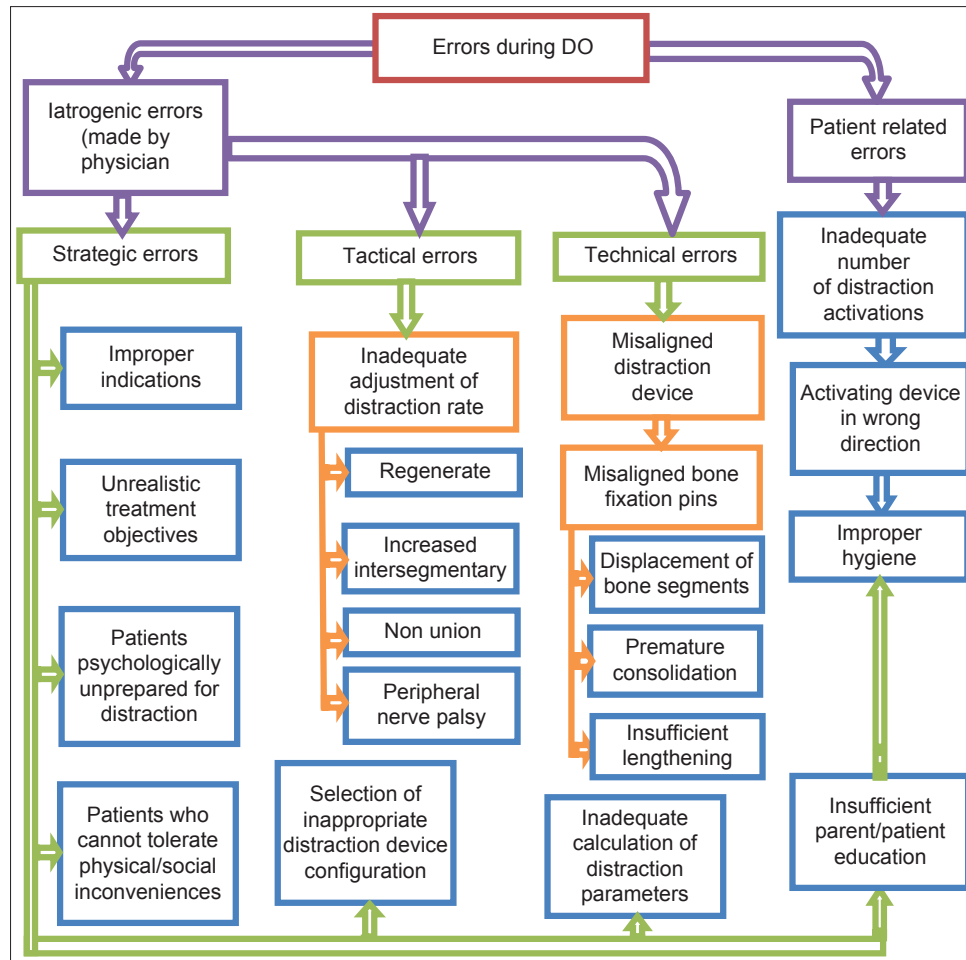 Errors during DO
Iatrogenic errors
(made by
physician
Patient related
errors
Strategic errors
Tactical errors
Technical errors
Inadequate
number
of distraction
activations
Improper
indications
Inadequate
adjustment of
distraction rate
Misaligned
distraction
device
Activating device
in wrong
direction
Regenerate
Misaligned bone
fixation pins
Unrealistic
treatment
objectives
Increased
intersegmentary
Displacement of
bone segments
Improper
hygiene
Patients
psychologically
unprepared for
distraction
Non union
Premature
consolidation
Peripheral
nerve palsy
Insufficient
lengthening
Patients who
cannot tolerate
physical/social
inconveniences
Selection of
inappropriate
distraction device
configuration
Inadequate
calculation of
distraction
parameters
Insufficient
parent/patient
education